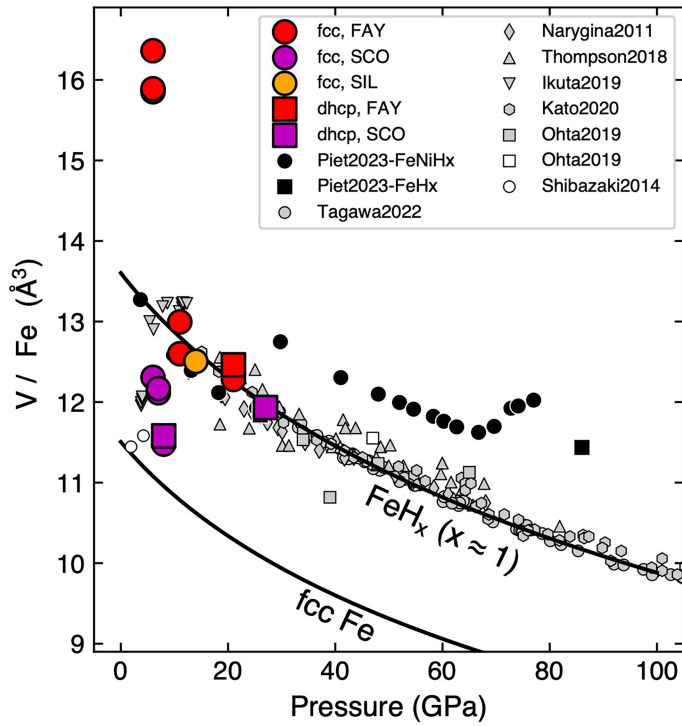 fcc, FAY
fcc, SCO
fcc, SIL
dhcp, FAY
dhcp, SCO
Piet2023-FeNiHx
Piet2023-FeHx
Tagawa2022
Narygina2011
Thompson2018
Ikuta2019
Kato2020
Ohta2019
Ohta2019
Shibazaki2014
16
15
14
13
12
11
10
9
V / Fe (Å³)
FeHₓ (x ≈ 1)
fcc Fe
0 20 40 60 80 100
Pressure (GPa)